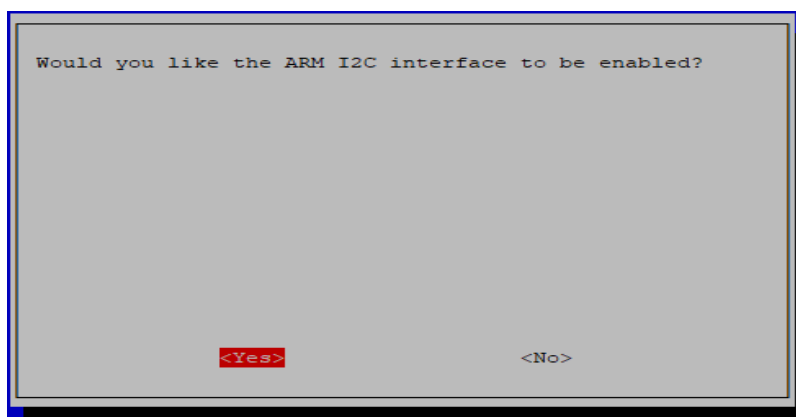 Would you like the ARM I2C interface to be enabled?
<Yes> <No>